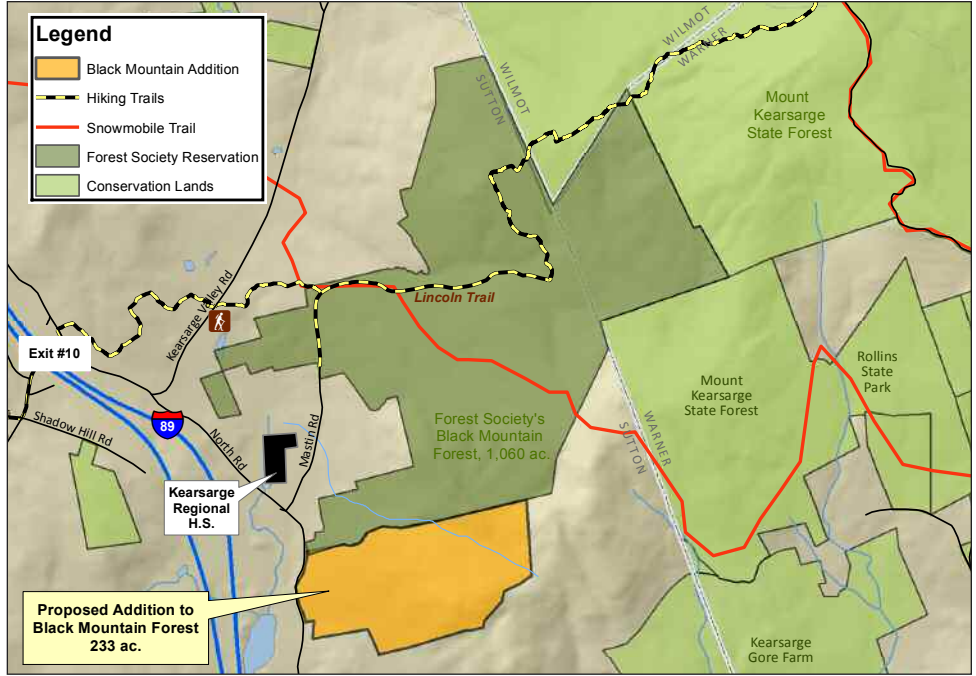 Legend
Black Mountain Addition
Hiking Trails
Snowmobile Trail
Forest Society Reservation
Conservation Lands
WILMOT
WARNER
WILMOT
SUTTON
Mount
Kearsarge
State Forest
Kearsarge Valley Rd
Lincoln Trail
Exit #10
Shadow Hill Rd
89
North Rd
Mastin Rd
Kearsarge
Regional
H.S.
Forest Society's
Black Mountain
Forest, 1,060 ac.
WARNER
SUTTON
Mount
Kearsarge
State Forest
Rollins
State
Park
Proposed Addition to
Black Mountain Forest
233 ac.
Kearsarge
Gore Farm